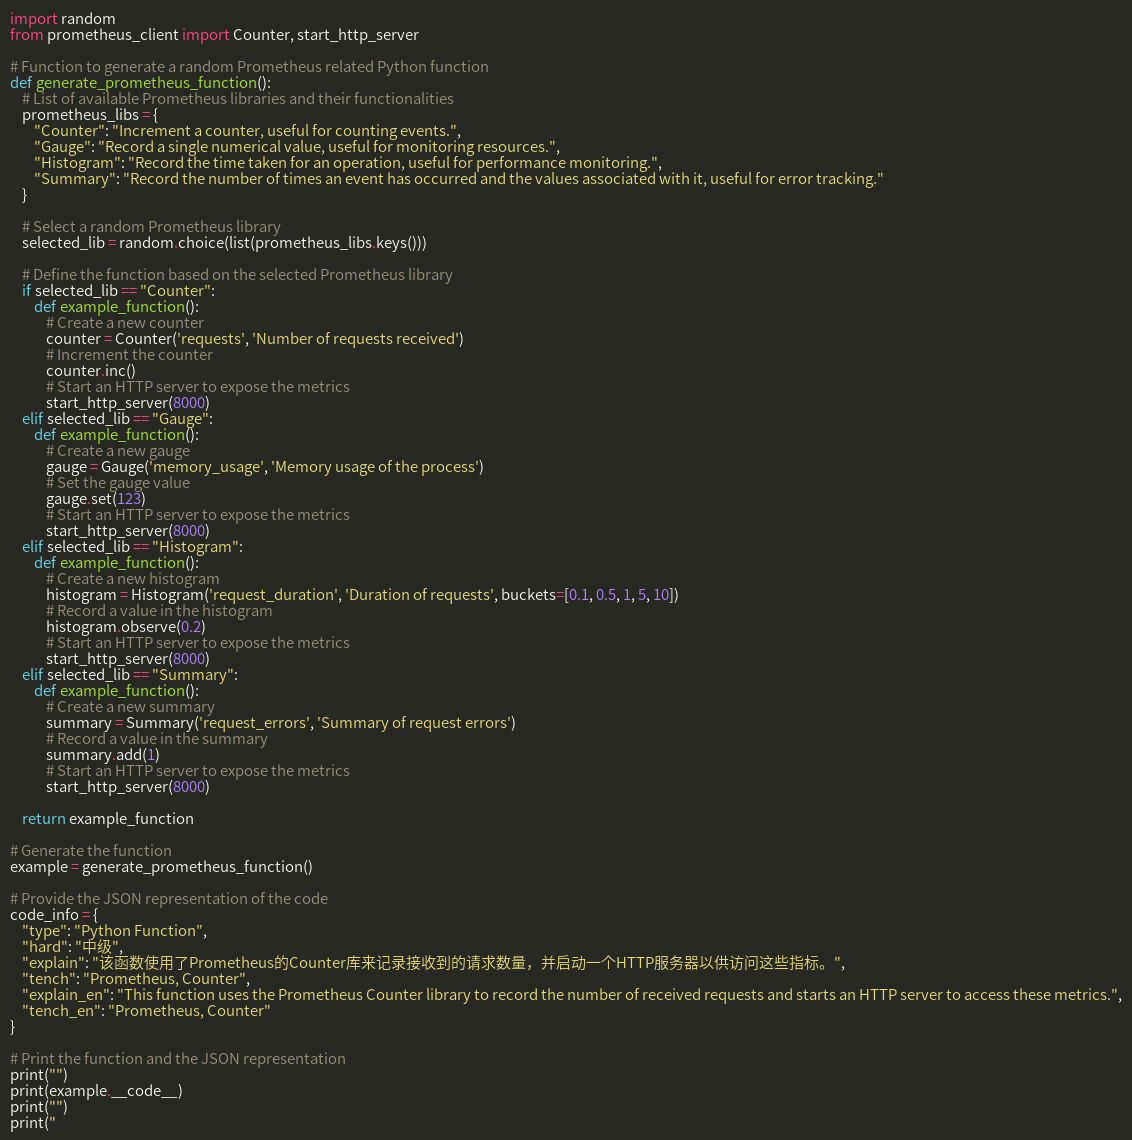 import random
from prometheus_client import Counter, start_http_server

# Function to generate a random Prometheus related Python function
def generate_prometheus_function():
    # List of available Prometheus libraries and their functionalities
    prometheus_libs = {
        "Counter": "Increment a counter, useful for counting events.",
        "Gauge": "Record a single numerical value, useful for monitoring resources.",
        "Histogram": "Record the time taken for an operation, useful for performance monitoring.",
        "Summary": "Record the number of times an event has occurred and the values associated with it, useful for error tracking."
    }

    # Select a random Prometheus library
    selected_lib = random.choice(list(prometheus_libs.keys()))

    # Define the function based on the selected Prometheus library
    if selected_lib == "Counter":
        def example_function():
            # Create a new counter
            counter = Counter('requests', 'Number of requests received')
            # Increment the counter
            counter.inc()
            # Start an HTTP server to expose the metrics
            start_http_server(8000)
    elif selected_lib == "Gauge":
        def example_function():
            # Create a new gauge
            gauge = Gauge('memory_usage', 'Memory usage of the process')
            # Set the gauge value
            gauge.set(123)
            # Start an HTTP server to expose the metrics
            start_http_server(8000)
    elif selected_lib == "Histogram":
        def example_function():
            # Create a new histogram
            histogram = Histogram('request_duration', 'Duration of requests', buckets=[0.1, 0.5, 1, 5, 10])
            # Record a value in the histogram
            histogram.observe(0.2)
            # Start an HTTP server to expose the metrics
            start_http_server(8000)
    elif selected_lib == "Summary":
        def example_function():
            # Create a new summary
            summary = Summary('request_errors', 'Summary of request errors')
            # Record a value in the summary
            summary.add(1)
            # Start an HTTP server to expose the metrics
            start_http_server(8000)

    return example_function

# Generate the function
example = generate_prometheus_function()

# Provide the JSON representation of the code
code_info = {
    "type": "Python Function",
    "hard": "中级",
    "explain": "该函数使用了Prometheus的Counter库来记录接收到的请求数量，并启动一个HTTP服务器以供访问这些指标。",
    "tench": "Prometheus, Counter",
    "explain_en": "This function uses the Prometheus Counter library to record the number of received requests and starts an HTTP server to access these metrics.",
    "tench_en": "Prometheus, Counter"
}

# Print the function and the JSON representation
print("")
print(example.__code__)
print("")
print("